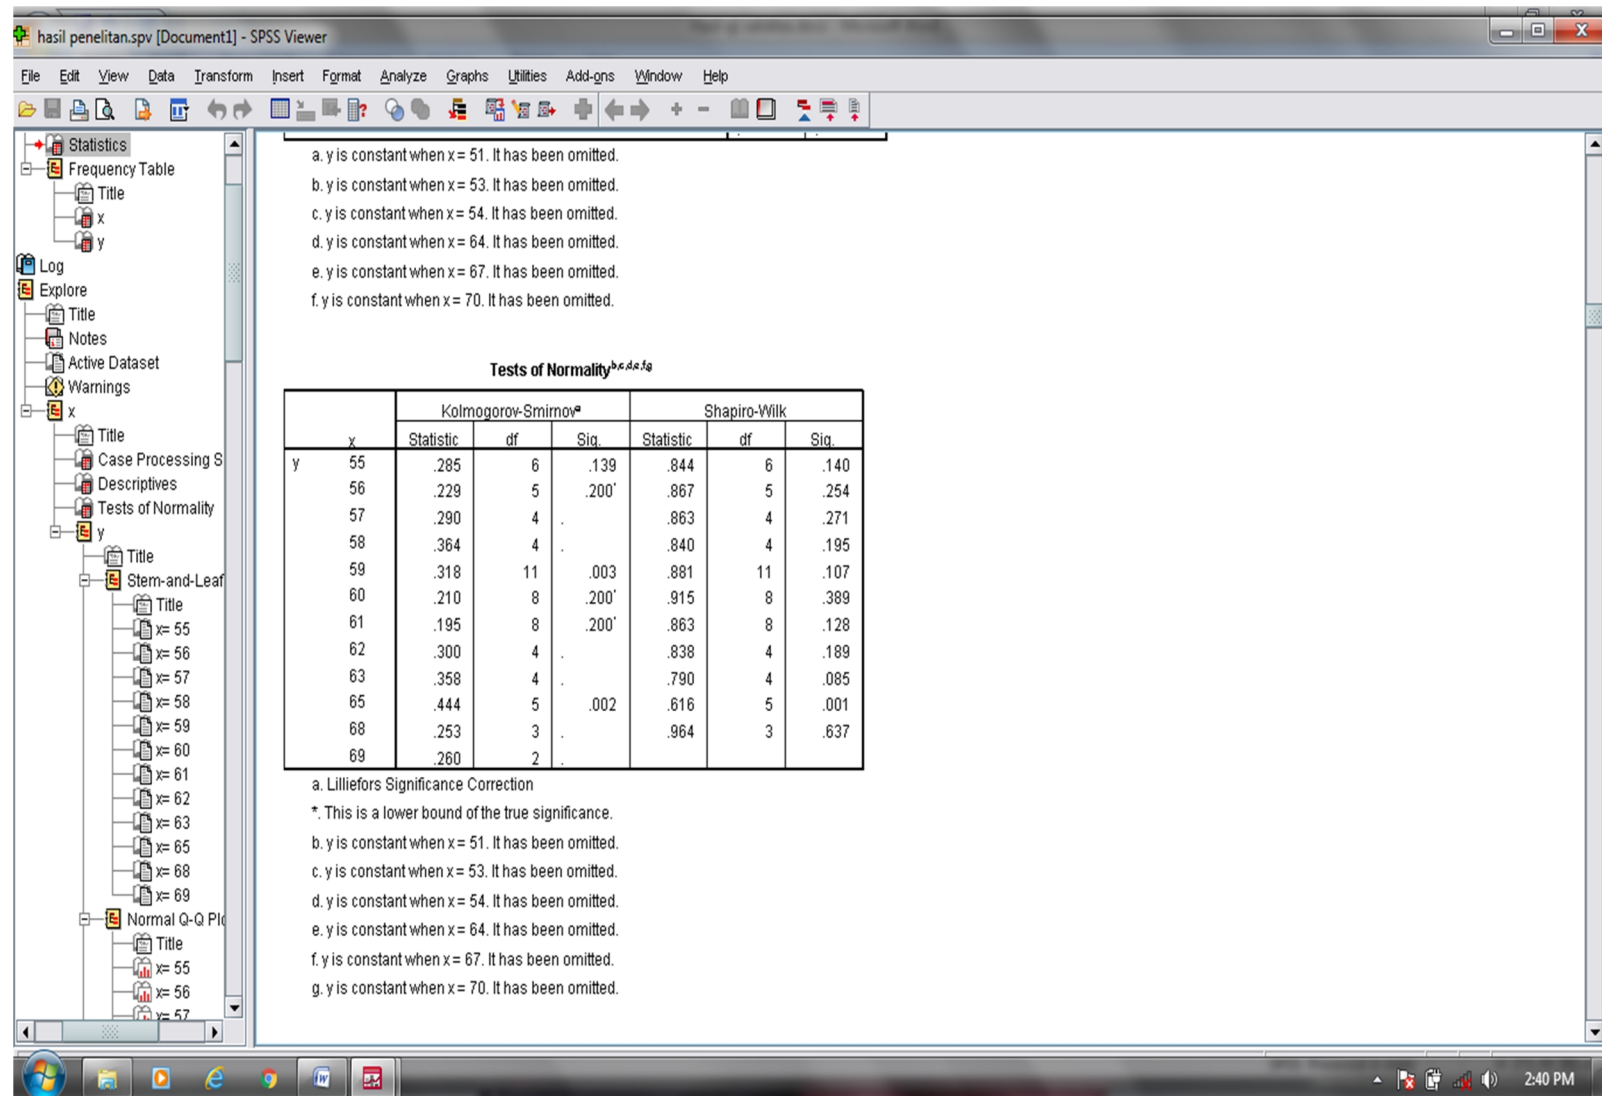 hasil penelitan.spv [Document1] - SPSS Viewer
File Edit View Data Transform Insert Format Analyze Graphs Utilities Add-ons Window Help
Statistics
Frequency Table
Title
x
y
Log
Explore
Title
Notes
Active Dataset
Warnings
x
Title
Case Processing S
Descriptives
Tests of Normality
y
Title
Stem-and-Leaf
Title
x= 55
x= 56
x= 57
x= 58
x= 59
x= 60
x= 61
x= 62
x= 63
x= 65
x= 68
x= 69
Normal Q-Q Plo
Title
x= 55
x= 56
x= 57
a. y is constant when x = 51. It has been omitted.
b. y is constant when x = 53. It has been omitted.
c. y is constant when x = 54. It has been omitted.
d. y is constant when x = 64. It has been omitted.
e. y is constant when x = 67. It has been omitted.
f. y is constant when x = 70. It has been omitted.
Tests of Normality b,c,d,e,f,g
Kolmogorov-Smirnov a Shapiro-Wilk
x Statistic df Sig. Statistic df Sig.
y 55 .285 6 .139 .844 6 .140
56 .229 5 .200* .867 5 .254
57 .290 4 . .863 4 .271
58 .364 4 . .840 4 .195
59 .318 11 .003 .881 11 .107
60 .210 8 .200* .915 8 .389
61 .195 8 .200* .863 8 .128
62 .300 4 . .838 4 .189
63 .358 4 . .790 4 .085
65 .444 5 .002 .616 5 .001
68 .253 3 . .964 3 .637
69 .260 2 .
a. Lilliefors Significance Correction
*. This is a lower bound of the true significance.
b. y is constant when x = 51. It has been omitted.
c. y is constant when x = 53. It has been omitted.
d. y is constant when x = 54. It has been omitted.
e. y is constant when x = 64. It has been omitted.
f. y is constant when x = 67. It has been omitted.
g. y is constant when x = 70. It has been omitted.
2:40 PM